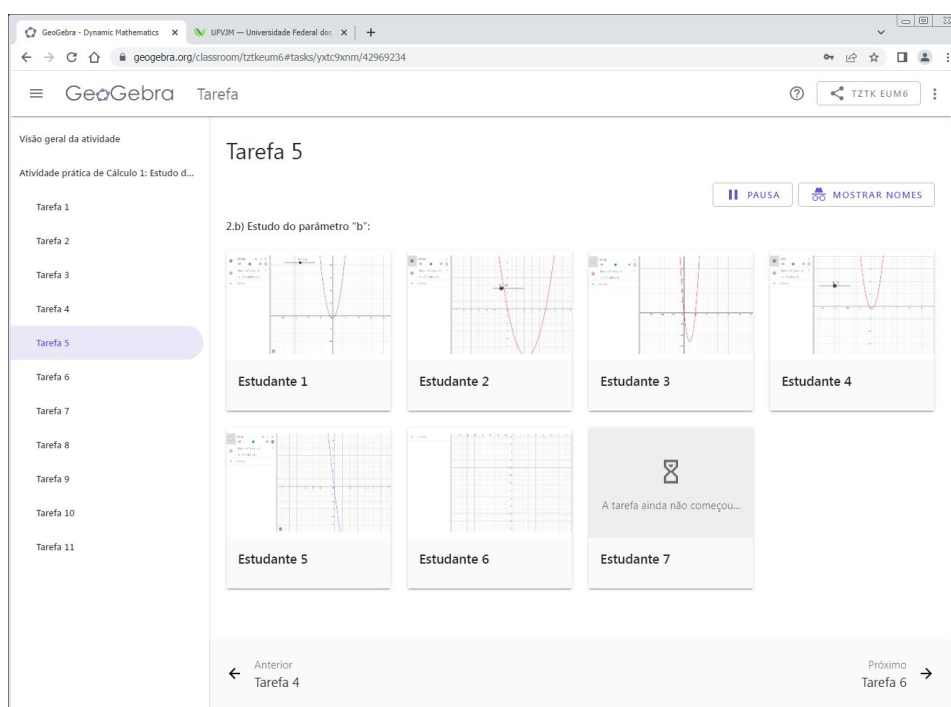 GeoGebra - Dynamic Mathematics
UFVJM — Universidade Federal dos
geogebra.org/classroom/tztkeum6#tasks/yxtc9xnm/42969234
GeoGebra Tarefa
TZTK EUM6
Visão geral da atividade
Atividade prática de Cálculo 1: Estudo d...
Tarefa 1
Tarefa 2
Tarefa 3
Tarefa 4
Tarefa 5
Tarefa 6
Tarefa 7
Tarefa 8
Tarefa 9
Tarefa 10
Tarefa 11
Tarefa 5
PAUSA
MOSTRAR NOMES
2.b) Estudo do parâmetro "b":
Estudante 1
Estudante 2
Estudante 3
Estudante 4
A tarefa ainda não começou...
Estudante 5
Estudante 6
Estudante 7
Anterior
Tarefa 4
Próximo
Tarefa 6